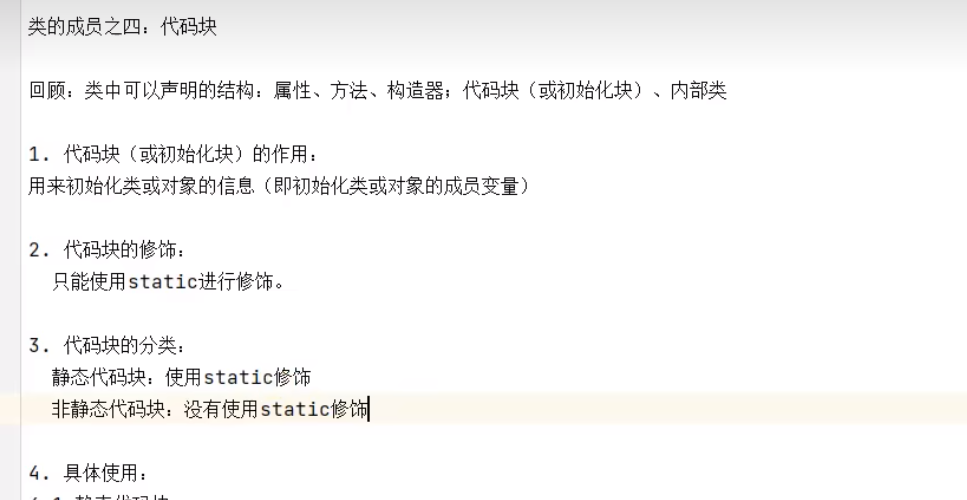 类的成员之四：代码块
回顾：类中可以声明的结构：属性、方法、构造器；代码块（或初始化块）、内部类
1. 代码块（或初始化块）的作用：
用来初始化类或对象的信息（即初始化类或对象的成员变量）
2. 代码块的修饰：
只能使用static进行修饰。
3. 代码块的分类：
静态代码块：使用static修饰
非静态代码块：没有使用static修饰
4. 具体使用：
4.1 静态代码块